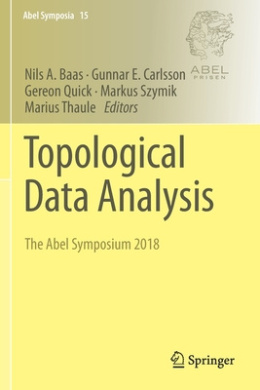 Abel Symposia 15
Nils A. Baas · Gunnar E. Carlsson
Gereon Quick · Markus Szymik
Marius Thaule Editors
ABEL
PRISEN
Topological
Data Analysis
The Abel Symposium 2018
Springer